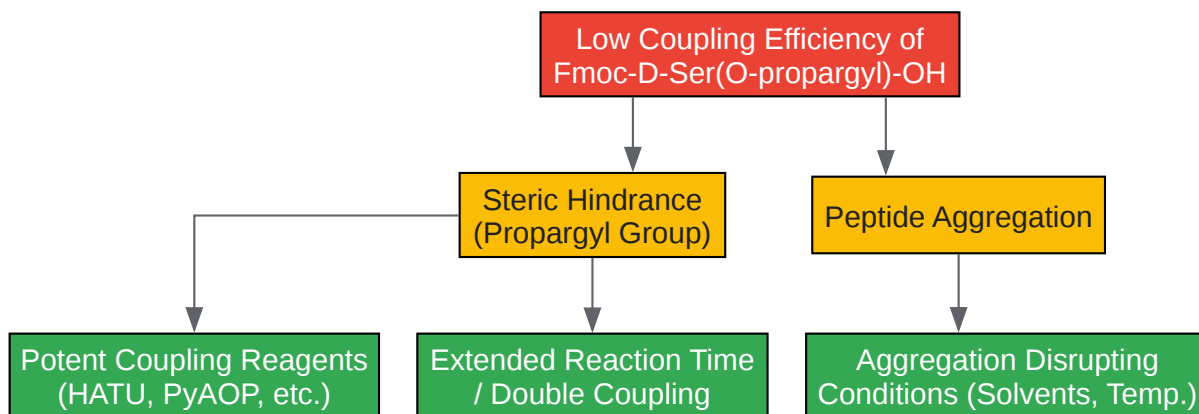 Low Coupling Efficiency of
Fmoc-D-Ser(O-propargyl)-OH
Steric Hindrance
(Propargyl Group)
Peptide Aggregation
Potent Coupling Reagents
(HATU, PyAOP, etc.)
Extended Reaction Time
/ Double Coupling
Aggregation Disrupting
Conditions (Solvents, Temp.)